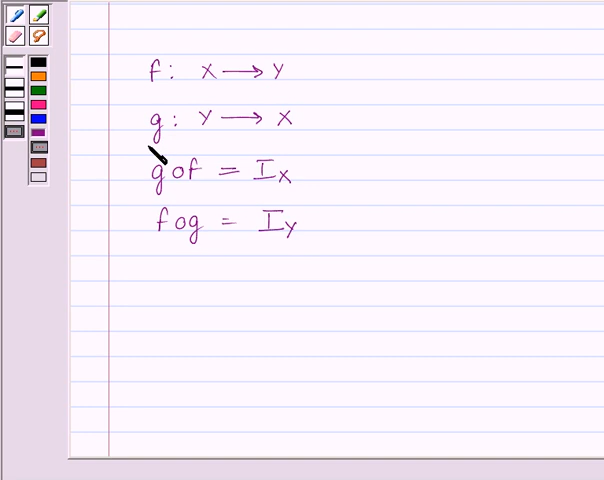 f: X ⟶ Y
g: Y ⟶ X
gof = I_X
fog = I_Y